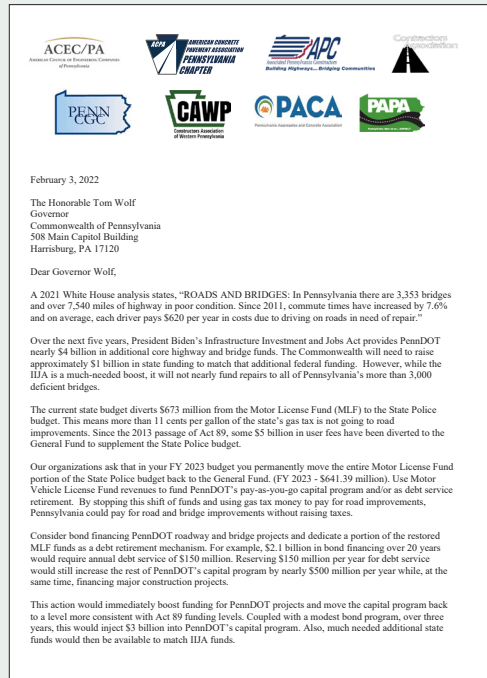 ACEC/PA
AMERICAN COUNCIL OF ENGINEERING COMPANIES
of Pennsylvania
ACPA
AMERICAN CONCRETE
PAVEMENT ASSOCIATION
PENNSYLVANIA
CHAPTER
APC
Associated Pennsylvania Constructors
Building Highways... Bridging Communities
Contractors
Association
PENN
CGC
CAWP
Constructors Association
of Western Pennsylvania
PACA
Pennsylvania Aggregates and Concrete Association
PAPA
February 3, 2022
The Honorable Tom Wolf
Governor
Commonwealth of Pennsylvania
508 Main Capitol Building
Harrisburg, PA 17120
Dear Governor Wolf,
A 2021 White House analysis states, “ROADS AND BRIDGES: In Pennsylvania there are 3,353 bridges
and over 7,540 miles of highway in poor condition. Since 2011, commute times have increased by 7.6%
and on average, each driver pays $620 per year in costs due to driving on roads in need of repair.”
Over the next five years, President Biden’s Infrastructure Investment and Jobs Act provides PennDOT
nearly $4 billion in additional core highway and bridge funds. The Commonwealth will need to raise
approximately $1 billion in state funding to match that additional federal funding. However, while the
IIJA is a much-needed boost, it will not nearly fund repairs to all of Pennsylvania’s more than 3,000
deficient bridges.
The current state budget diverts $673 million from the Motor License Fund (MLF) to the State Police
budget. This means more than 11 cents per gallon of the state’s gas tax is not going to road
improvements. Since the 2013 passage of Act 89, some $5 billion in user fees have been diverted to the
General Fund to supplement the State Police budget.
Our organizations ask that in your FY 2023 budget you permanently move the entire Motor License Fund
portion of the State Police budget back to the General Fund. (FY 2023 - $641.39 million). Use Motor
Vehicle License Fund revenues to fund PennDOT’s pay-as-you-go capital program and/or as debt service
retirement. By stopping this shift of funds and using gas tax money to pay for road improvements,
Pennsylvania could pay for road and bridge improvements without raising taxes.
Consider bond financing PennDOT roadway and bridge projects and dedicate a portion of the restored
MLF funds as a debt retirement mechanism. For example, $2.1 billion in bond financing over 20 years
would require annual debt service of $150 million. Reserving $150 million per year for debt service
would still increase the rest of PennDOT’s capital program by nearly $500 million per year while, at the
same time, financing major construction projects.
This action would immediately boost funding for PennDOT projects and move the capital program back
to a level more consistent with Act 89 funding levels. Coupled with a modest bond program, over three
years, this would inject $3 billion into PennDOT’s capital program. Also, much needed additional state
funds would then be available to match IIJA funds.